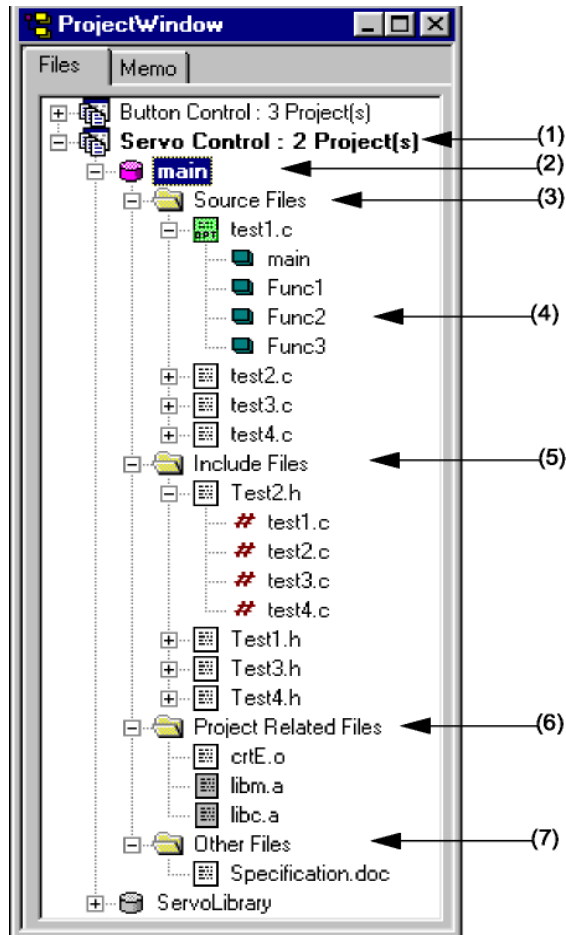 ProjectWindow
Files Memo
Button Control : 3 Project(s)
Servo Control : 2 Project(s) (1)
main (2)
Source Files (3)
OPT test1.c
main
Func1
Func2 (4)
Func3
test2.c
test3.c
test4.c
Include Files (5)
Test2.h
# test1.c
# test2.c
# test3.c
# test4.c
Test1.h
Test3.h
Test4.h
Project Related Files (6)
crtE.o
libm.a
libc.a
Other Files (7)
Specification.doc
ServoLibrary